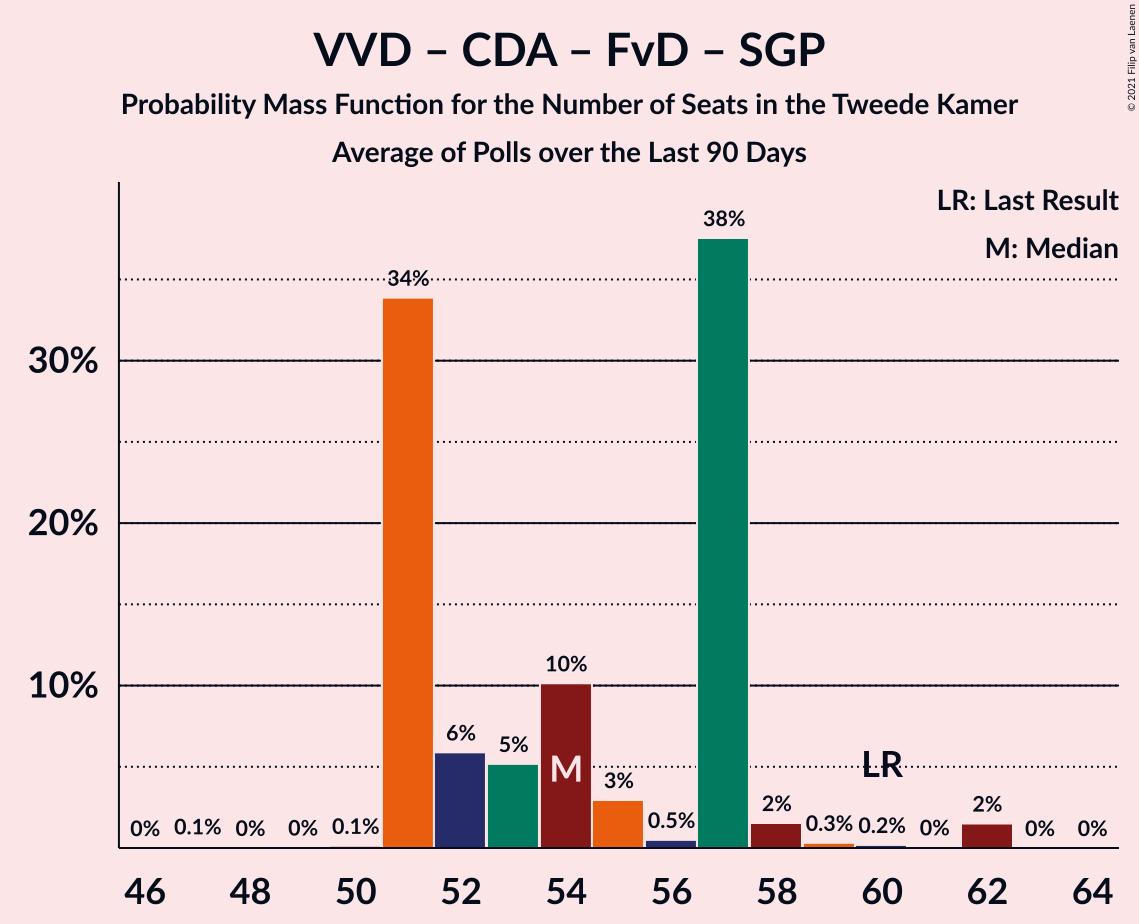 VVD – CDA – FvD – SGP
Probability Mass Function for the Number of Seats in the Tweede Kamer
Average of Polls over the Last 90 Days
© 2021 Filip van Laenen
LR: Last Result
M: Median
30%
20%
10%
0%
0.1%
0%
0%
0.1%
34%
6%
5%
10%
M
3%
0.5%
38%
2%
0.3%
0.2%
LR
0%
2%
0%
0%
46 48 50 52 54 56 58 60 62 64